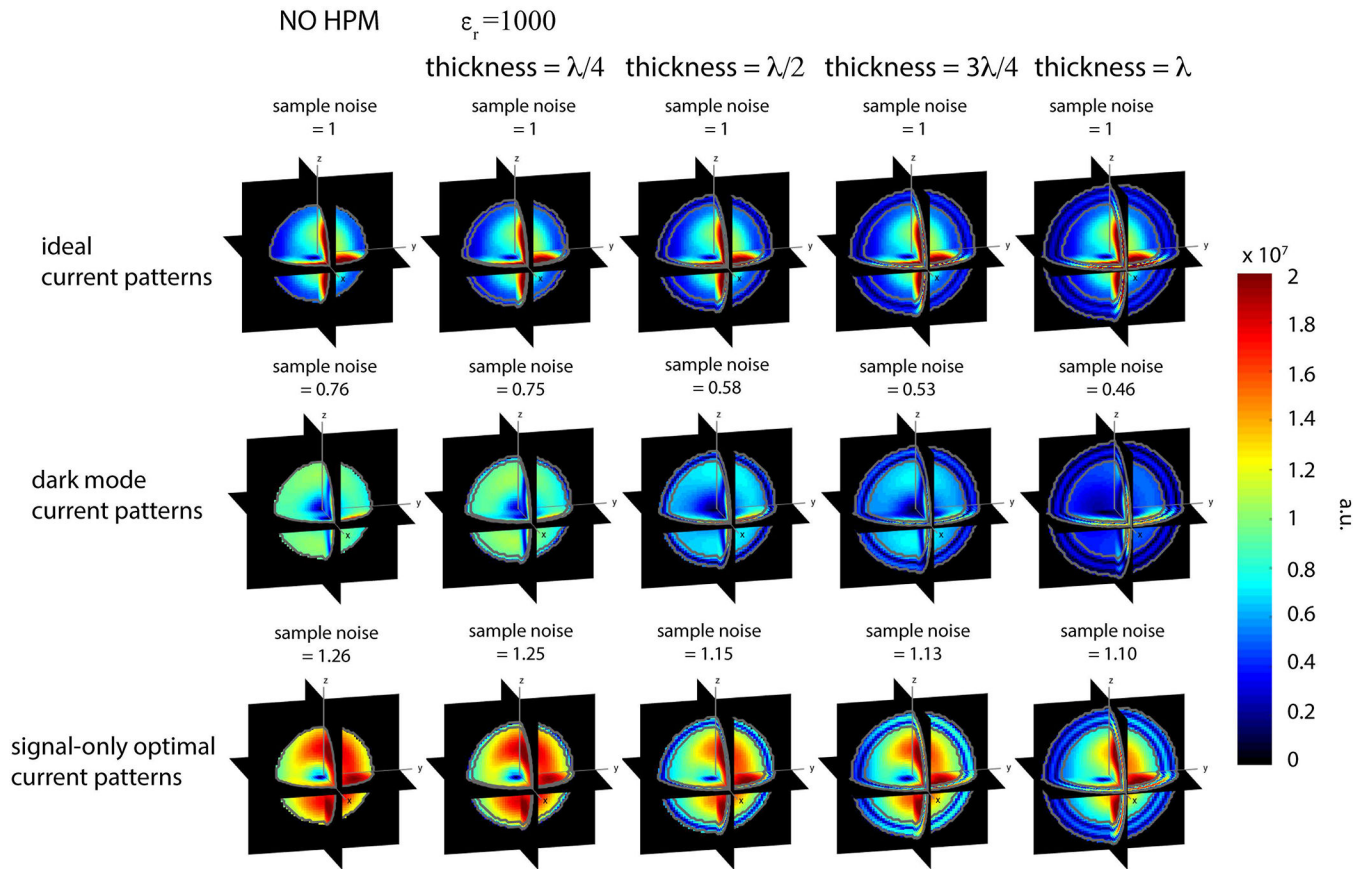 NO HPM
εr=1000
thickness = λ/4 thickness = λ/2 thickness = 3λ/4 thickness = λ
sample noise sample noise sample noise sample noise sample noise
= 1 = 1 = 1 = 1 = 1
z z z z z
y y y y y
x x x x x
ideal
current patterns
sample noise sample noise sample noise sample noise sample noise
= 0.76 = 0.75 = 0.58 = 0.53 = 0.46
z z z z z
y y y y y
x x x x x
dark mode
current patterns
sample noise sample noise sample noise sample noise sample noise
= 1.26 = 1.25 = 1.15 = 1.13 = 1.10
z z z z z
y y y y y
x x x x x
signal-only optimal
current patterns
x 10⁷
2
1.8
1.6
1.4
1.2
1
0.8
0.6
0.4
0.2
0
a.u.